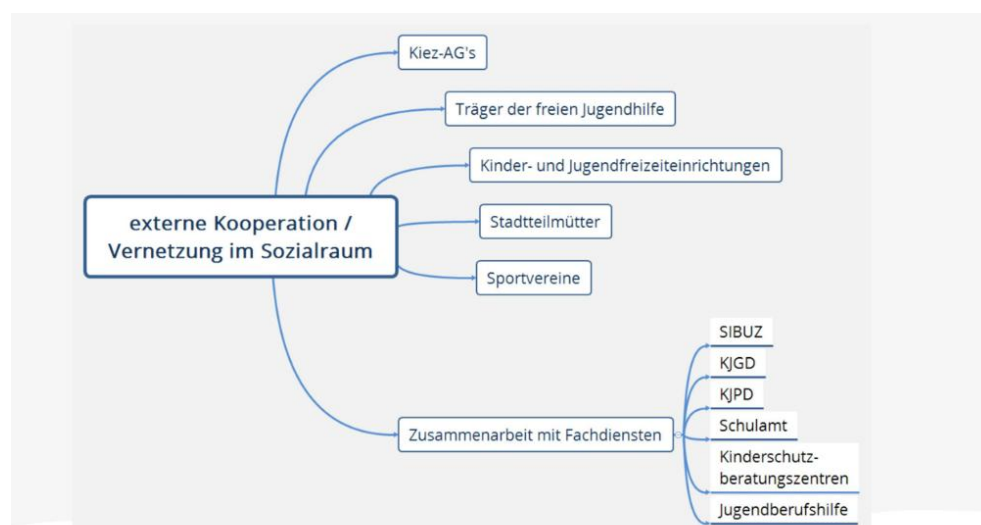 Kiez-AG's
Träger der freien Jugendhilfe
Kinder- und Jugendfreizeiteinrichtungen
externe Kooperation /
Vernetzung im Sozialraum
Stadtteilmütter
Sportvereine
SIBUZ
KJGD
KJPD
Zusammenarbeit mit Fachdiensten
Schulamt
Kinderschutz-
beratungszentren
Jugendberufshilfe